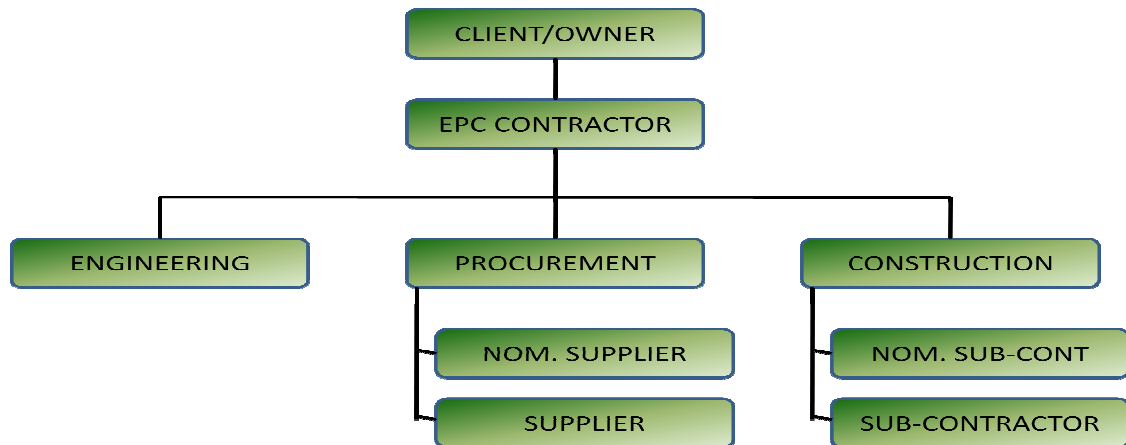 CLIENT/OWNER
EPC CONTRACTOR
ENGINEERING
PROCUREMENT
CONSTRUCTION
NOM. SUPPLIER
NOM. SUB-CONT
SUPPLIER
SUB-CONTRACTOR